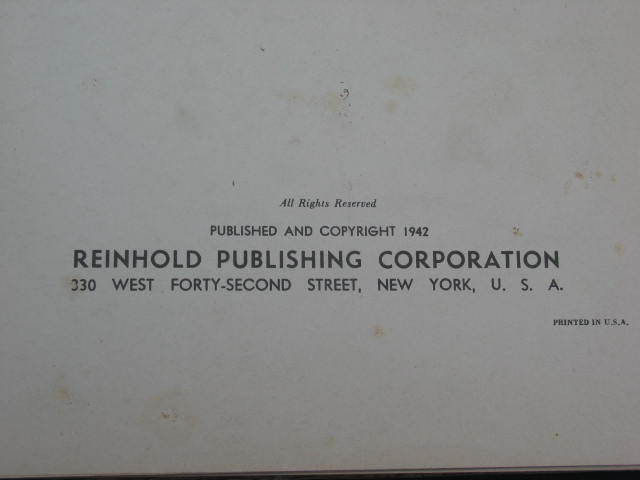 All Rights Reserved
PUBLISHED AND COPYRIGHT 1942
REINHOLD PUBLISHING CORPORATION
330 WEST FORTY-SECOND STREET, NEW YORK, U. S. A.
PRINTED IN U.S.A.